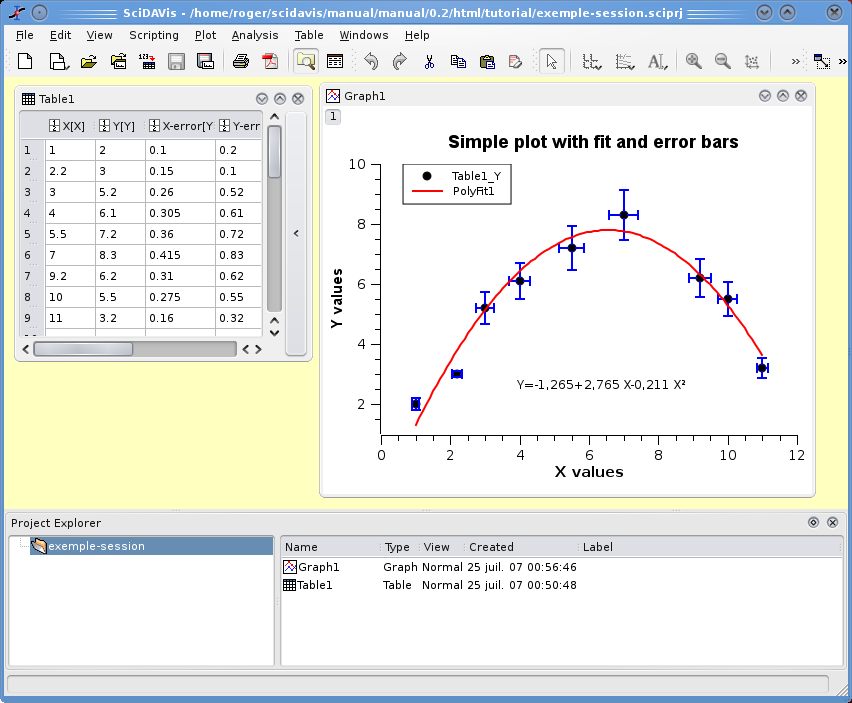 SciDAVis - /home/roger/scidavis/manual/manual/0.2/html/tutorial/exemple-session.sciprj
File Edit View Scripting Plot Analysis Table Windows Help
Table1
X[X] Y[Y] X-error[Y Y-err
1 1 2 0.1 0.2
2 2.2 3 0.15 0.1
3 3 5.2 0.26 0.52
4 4 6.1 0.305 0.61
5 5.5 7.2 0.36 0.72
6 7 8.3 0.415 0.83
7 9.2 6.2 0.31 0.62
8 10 5.5 0.275 0.55
9 11 3.2 0.16 0.32
Graph1
1
Simple plot with fit and error bars
Table1_Y
PolyFit1
10
8
6
4
2
Y values
Y=-1,265+2,765 X-0,211 X²
0 2 4 6 8 10 12
X values
Project Explorer
exemple-session
Name Type View Created Label
Graph1 Graph Normal 25 juil. 07 00:56:46
Table1 Table Normal 25 juil. 07 00:50:48